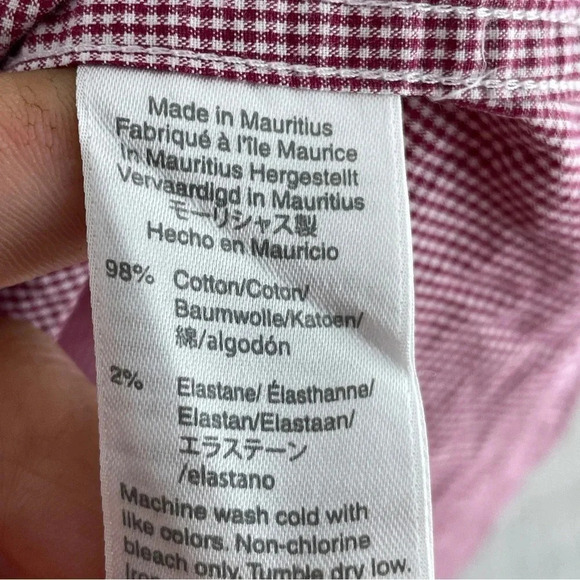 Made in Mauritius
Fabriqué à l'île Maurice
In Mauritius Hergestellt
Vervaardigd in Mauritius
モーリシャス製
Hecho en Mauricio
98% Cotton/Coton/
Baumwolle/Katoen/
綿/algodón
2% Elastane/ Élasthanne/
Elastan/Elastaan/
エラステーン
/elastano
Machine wash cold with
like colors. Non-chlorine
bleach only. Tumble dry low.